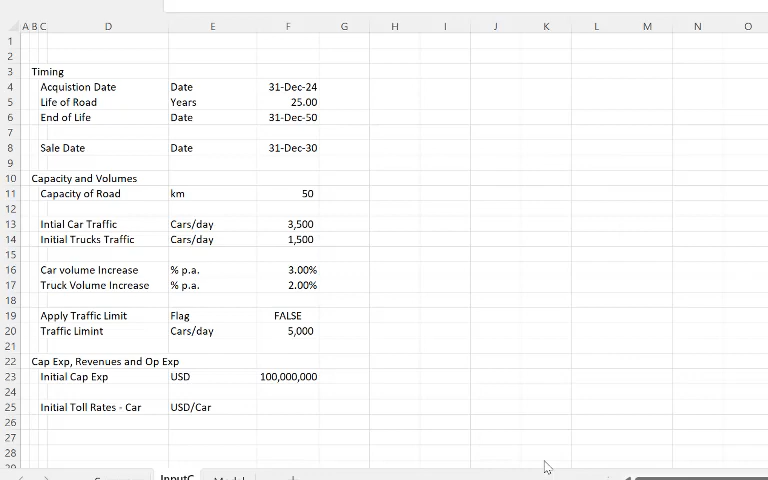 A B C D E F G H I J K L M N O
1
2
3 Timing
4 Acquistion Date Date 31-Dec-24
5 Life of Road Years 25.00
6 End of Life Date 31-Dec-50
7
8 Sale Date Date 31-Dec-30
9
10 Capacity and Volumes
11 Capacity of Road km 50
12
13 Intial Car Traffic Cars/day 3,500
14 Initial Trucks Traffic Cars/day 1,500
15
16 Car volume Increase % p.a. 3.00%
17 Truck Volume Increase % p.a. 2.00%
18
19 Apply Traffic Limit Flag FALSE
20 Traffic Limint Cars/day 5,000
21
22 Cap Exp, Revenues and Op Exp
23 Initial Cap Exp USD 100,000,000
24
25 Initial Toll Rates - Car USD/Car
26
27
28
29
InputC Model